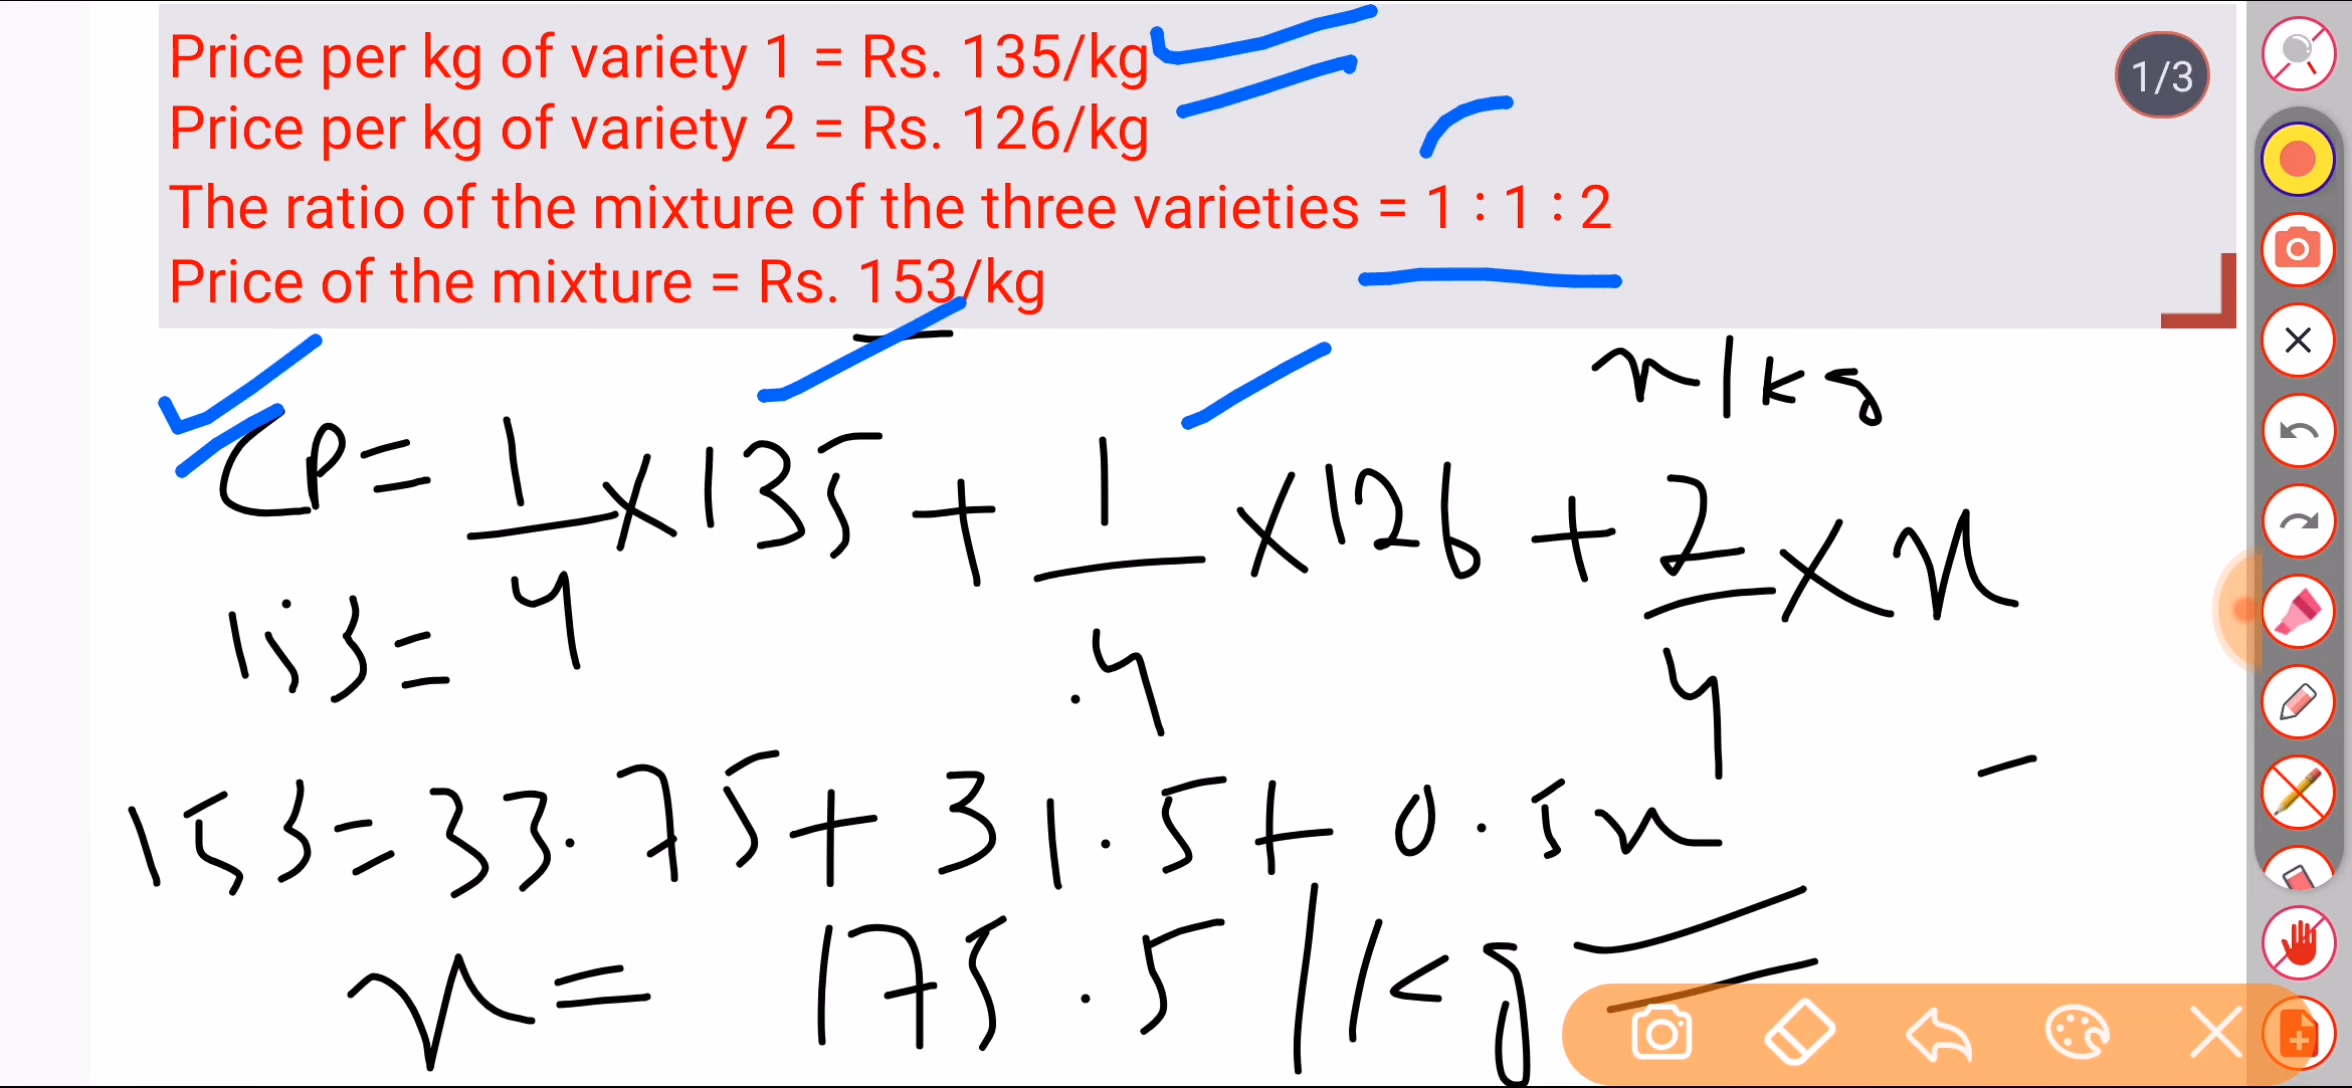 Price per kg of variety 1 = Rs. 135/kg
1/3
Price per kg of variety 2 = Rs. 126/kg
The ratio of the mixture of the three varieties = 1 : 1 : 2
Price of the mixture = Rs. 153/kg
x/kg
CP = 1/4 × 135 + 1/4 × 126 + 2/4 × x
153 =
153 = 33.75 + 31.5 + 0.5x
x = 175.5/kg